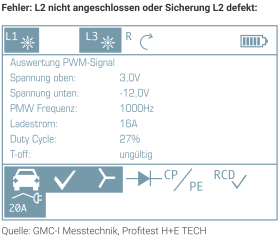 Fehler: L2 nicht angeschlossen oder Sicherung L2 defekt:
L1 L3 R
Auswertung PWM-Signal
Spannung oben: 3,0V
Spannung unten: -12,0V
PMW Frequenz: 1000Hz
Ladestrom: 16A
Duty Cycle: 27%
T-off: ungültig
CP/PE RCD
20A
Quelle: GMC-I Messtechnik, Profitest H+E TECH